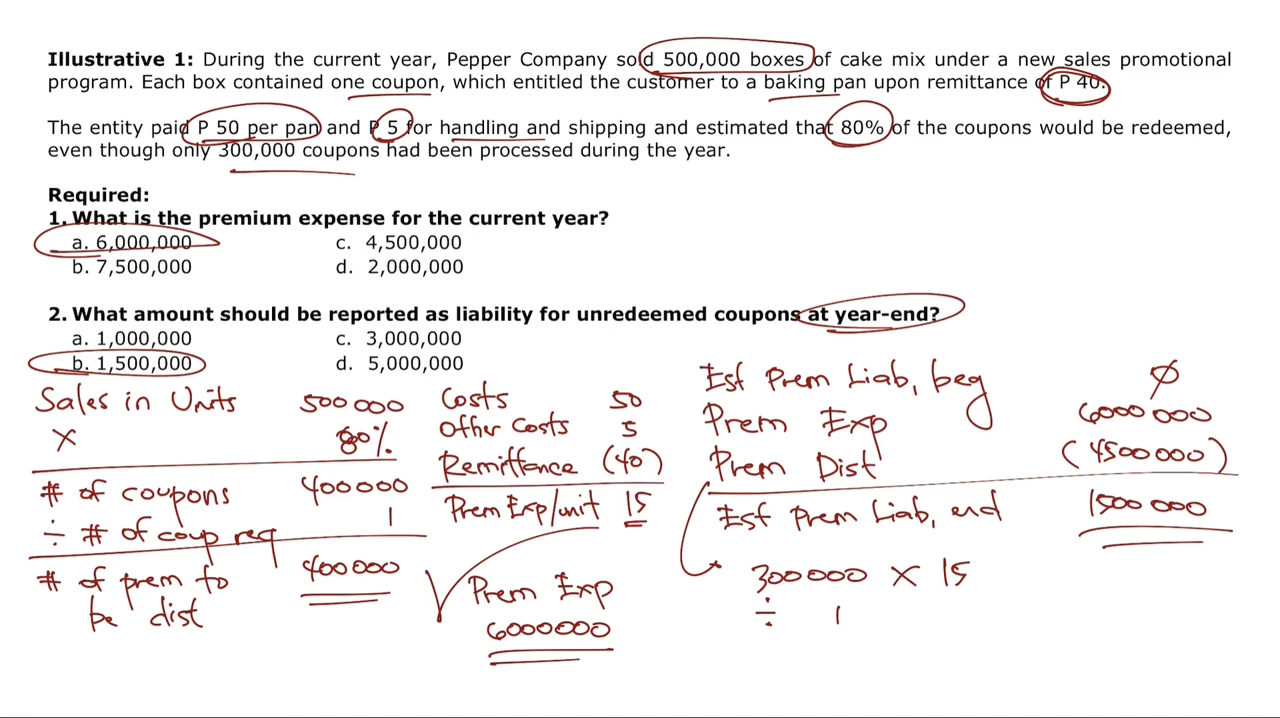 Illustrative 1: During the current year, Pepper Company sold 500,000 boxes of cake mix under a new sales promotional
program. Each box contained one coupon, which entitled the customer to a baking pan upon remittance of P 40.
The entity paid P 50 per pan and P 5 for handling and shipping and estimated that 80% of the coupons would be redeemed,
even though only 300,000 coupons had been processed during the year.
Required:
1. What is the premium expense for the current year?
a. 6,000,000 c. 4,500,000
b. 7,500,000 d. 2,000,000
2. What amount should be reported as liability for unredeemed coupons at year-end?
a. 1,000,000 c. 3,000,000
b. 1,500,000 d. 5,000,000
Sales in Units 500 000
X 80%
# of coupons 400000
÷ # of coup req 1
# of prem to
be dist 400000
Costs 50
Other Costs 5
Remittance (40)
Prem Exp/unit 15
Prem Exp
6000000
Est Prem Liab, beg Ø
Prem Exp 6000 000
Prem Dist (4500 000)
Est Prem Liab, end 1500 000
300000 X 15
÷ 1